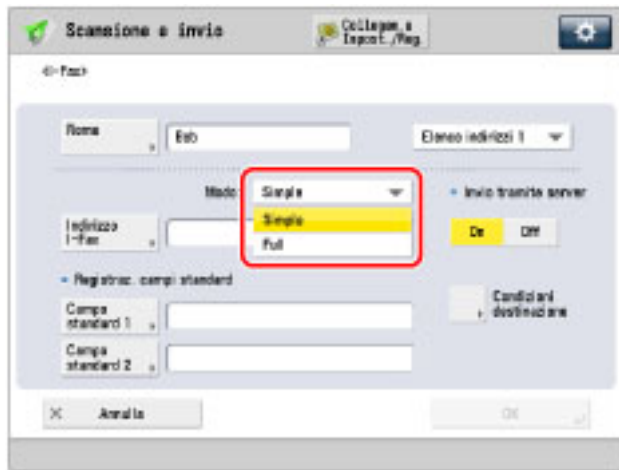 Scansione e invio
Collegam. a
Impost./Reg.
<I-Fax>
Nome
Bob
Elenco indirizzi 1
Modo:
Simple
Invio tramite server
Indirizzo
I-Fax
Simple
Full
On
Off
Registraz. campi standard
Campo
standard 1
Condizioni
destinazione
Campo
standard 2
Annulla
OK